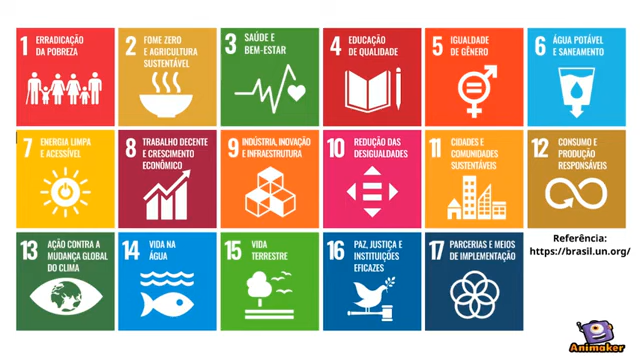 1 ERRADICAÇÃO
DA POBREZA
2 FOME ZERO
E AGRICULTURA
SUSTENTÁVEL
3 SAÚDE E
BEM-ESTAR
4 EDUCAÇÃO
DE QUALIDADE
5 IGUALDADE
DE GÊNERO
6 ÁGUA POTÁVEL
E SANEAMENTO
7 ENERGIA LIMPA
E ACESSÍVEL
8 TRABALHO DECENTE
E CRESCIMENTO
ECONÔMICO
9 INDÚSTRIA, INOVAÇÃO
E INFRAESTRUTURA
10 REDUÇÃO DAS
DESIGUALDADES
11 CIDADES E
COMUNIDADES
SUSTENTÁVEIS
12 CONSUMO E
PRODUÇÃO
RESPONSÁVEIS
13 AÇÃO CONTRA A
MUDANÇA GLOBAL
DO CLIMA
14 VIDA NA
ÁGUA
15 VIDA
TERRESTRE
16 PAZ, JUSTIÇA E
INSTITUIÇÕES
EFICAZES
17 PARCERIAS E MEIOS
DE IMPLEMENTAÇÃO
Referência:
https://brasil.un.org/
Animaker